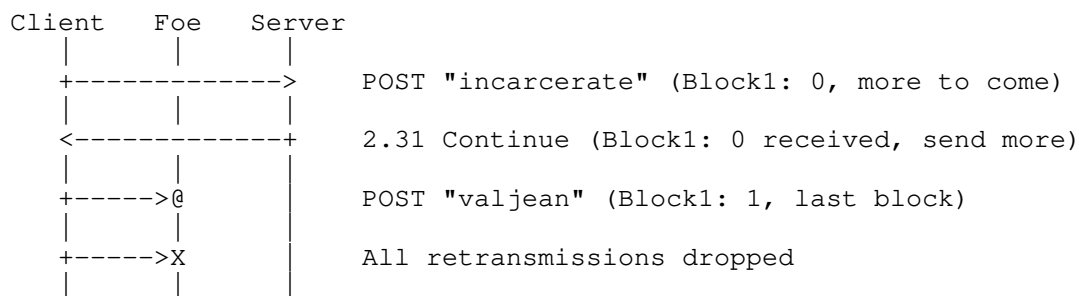 Client   Foe   Server
   |      |        |
   +-------------->    POST "incarcerate" (Block1: 0, more to come)
   |      |        |
   <--------------+    2.31 Continue (Block1: 0 received, send more)
   |      |        |
   +----->@        |    POST "valjean" (Block1: 1, last block)
   |      |        |
   +----->X        |    All retransmissions dropped
   |      |        |